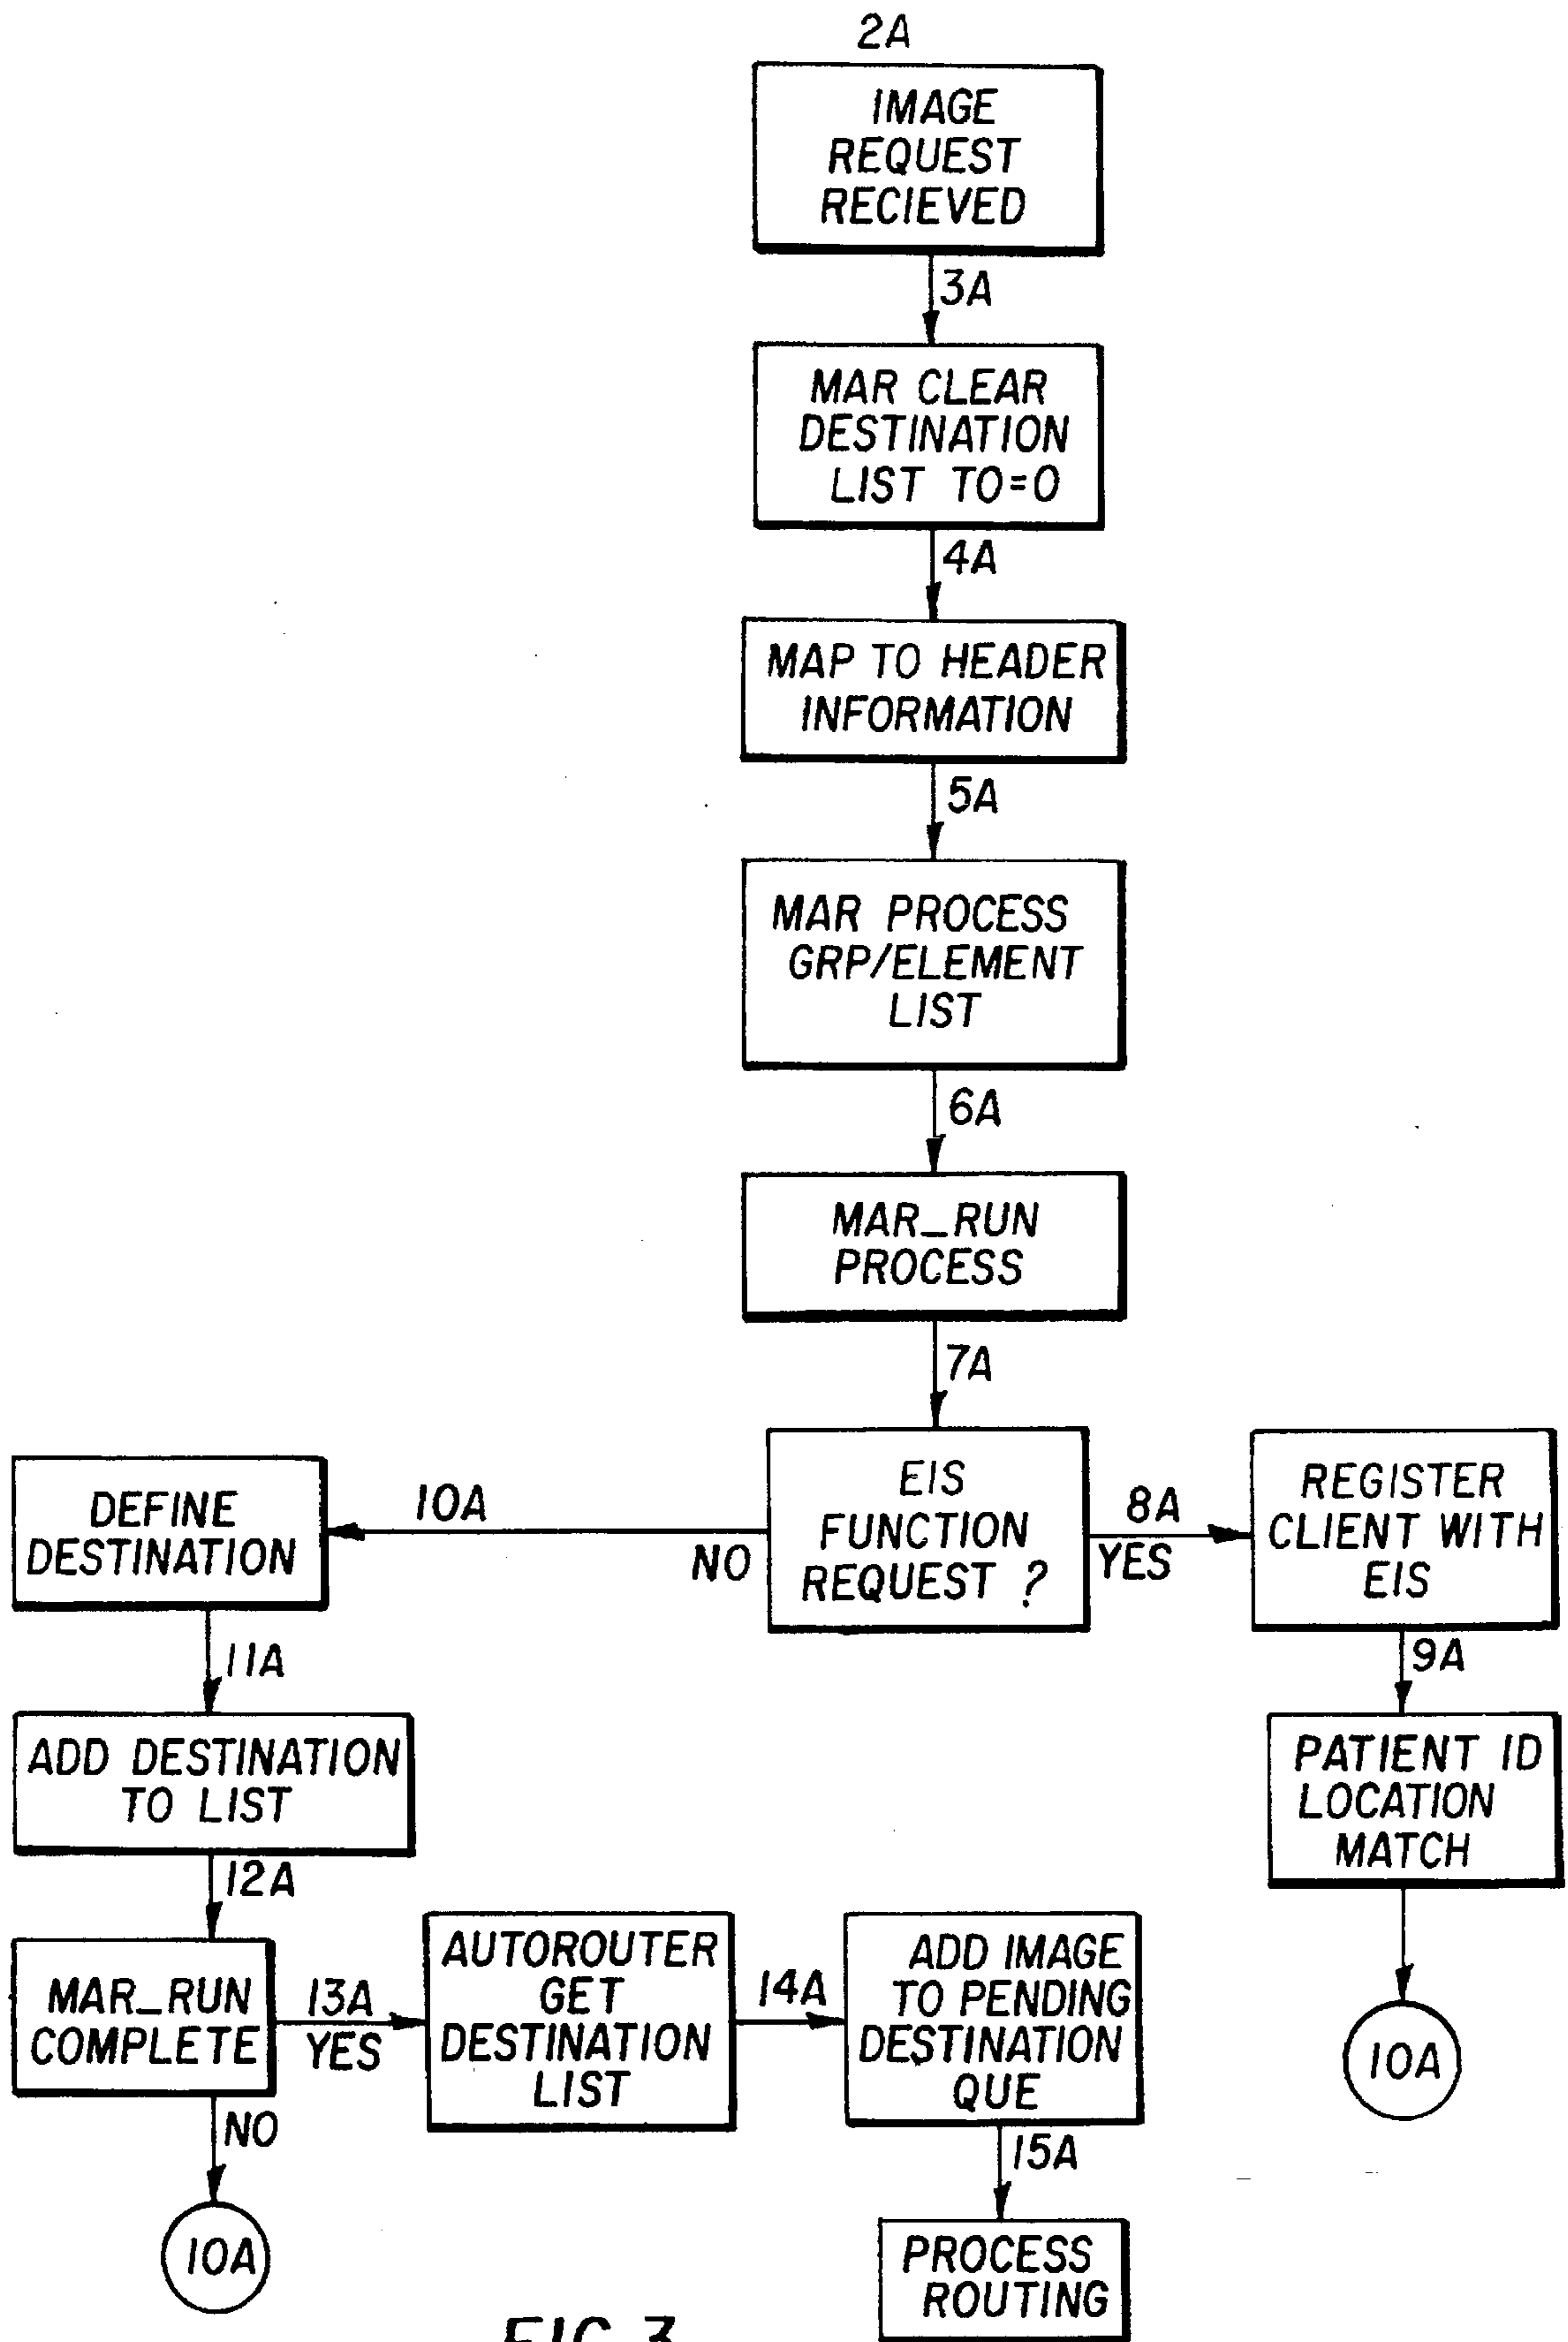 2A
IMAGE
REQUEST
RECIEVED
3A
MAR CLEAR
DESTINATION
LIST TO=0
4A
MAP TO HEADER
INFORMATION
5A
MAR PROCESS
GRP/ELEMENT
LIST
6A
MAR_RUN
PROCESS
7A
EIS
FUNCTION
REQUEST ?
8A
YES
REGISTER
CLIENT WITH
EIS
9A
PATIENT ID
LOCATION
MATCH
10A
NO
10A
DEFINE
DESTINATION
11A
ADD DESTINATION
TO LIST
12A
MAR_RUN
COMPLETE
NO
10A
13A
YES
AUTOROUTER
GET
DESTINATION
LIST
14A
ADD IMAGE
TO PENDING
DESTINATION
QUE
15A
PROCESS
ROUTING
FIG. 3